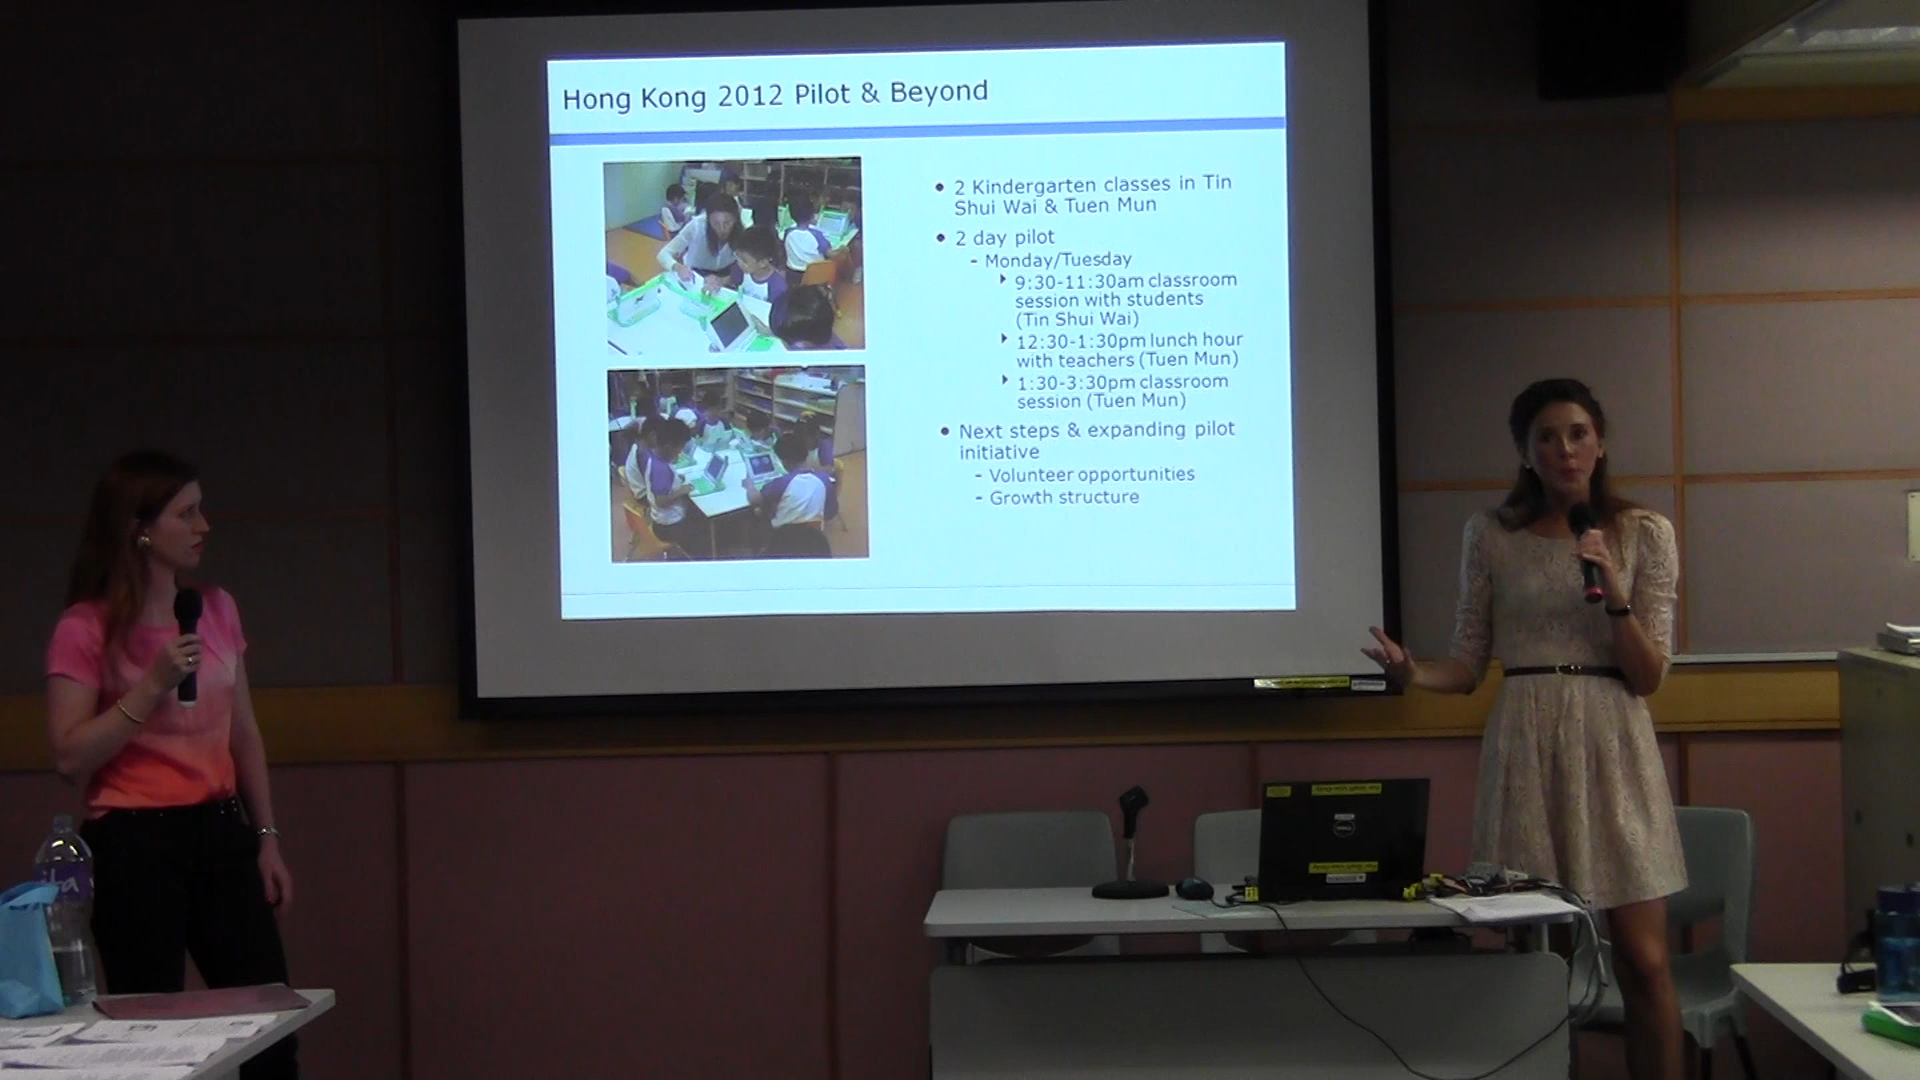 Hong Kong 2012 Pilot & Beyond
• 2 Kindergarten classes in Tin
Shui Wai & Tuen Mun
• 2 day pilot
- Monday/Tuesday
9:30-11:30am classroom
session with students
(Tin Shui Wai)
12:30-1:30pm lunch hour
with teachers (Tuen Mun)
1:30-3:30pm classroom
session (Tuen Mun)
• Next steps & expanding pilot
initiative
- Volunteer opportunities
- Growth structure
DELL
ita